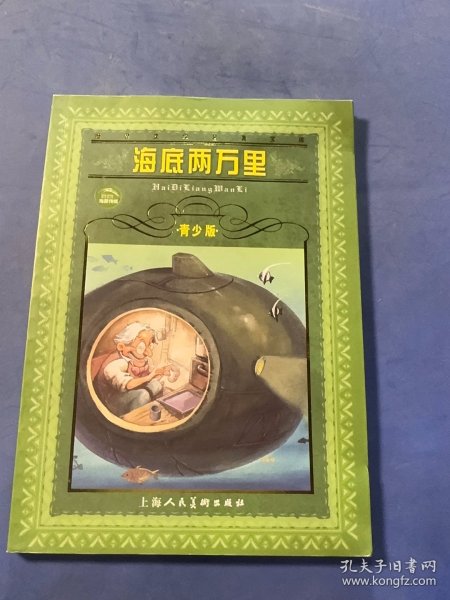 海底两万里
HaiDiLiangWanLi
·青少版·
上海人民美術出版社
孔夫子旧书网
www.kongfz.com